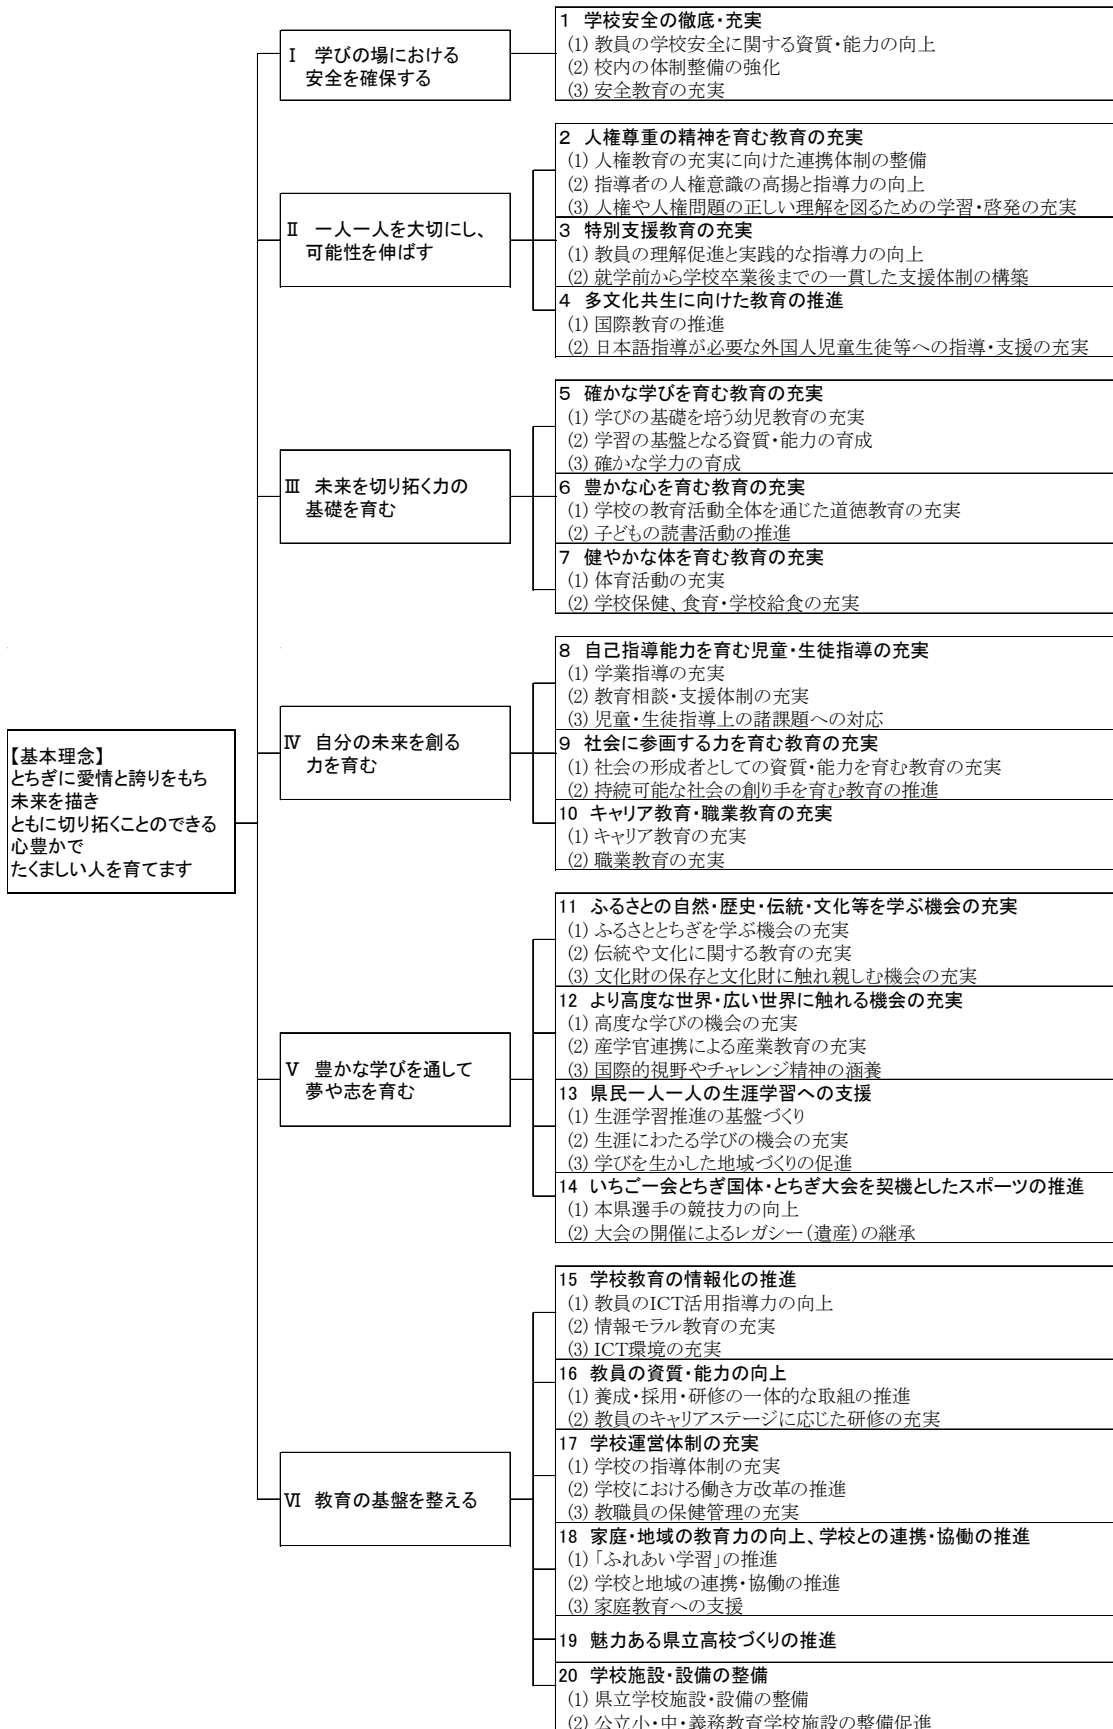 【基本理念】
とちぎに愛情と誇りをもち
未来を描き
ともに切り拓くことのできる
心豊かで
たくましい人を育てます
Ⅰ 学びの場における
安全を確保する
1 学校安全の徹底・充実
(1) 教員の学校安全に関する資質・能力の向上
(2) 校内の体制整備の強化
(3) 安全教育の充実
Ⅱ 一人一人を大切にし、
可能性を伸ばす
2 人権尊重の精神を育む教育の充実
(1) 人権教育の充実に向けた連携体制の整備
(2) 指導者の人権意識の高揚と指導力の向上
(3) 人権や人権問題の正しい理解を図るための学習・啓発の充実
3 特別支援教育の充実
(1) 教員の理解促進と実践的な指導力の向上
(2) 就学前から学校卒業後までの一貫した支援体制の構築
4 多文化共生に向けた教育の推進
(1) 国際教育の推進
(2) 日本語指導が必要な外国人児童生徒等への指導・支援の充実
Ⅲ 未来を切り拓く力の
基礎を育む
5 確かな学びを育む教育の充実
(1) 学びの基礎を培う幼児教育の充実
(2) 学習の基盤となる資質・能力の育成
(3) 確かな学力の育成
6 豊かな心を育む教育の充実
(1) 学校の教育活動全体を通じた道徳教育の充実
(2) 子どもの読書活動の推進
7 健やかな体を育む教育の充実
(1) 体育活動の充実
(2) 学校保健、食育・学校給食の充実
Ⅳ 自分の未来を創る
力を育む
8 自己指導能力を育む児童・生徒指導の充実
(1) 学業指導の充実
(2) 教育相談・支援体制の充実
(3) 児童・生徒指導上の諸課題への対応
9 社会に参画する力を育む教育の充実
(1) 社会の形成者としての資質・能力を育む教育の充実
(2) 持続可能な社会の創り手を育む教育の推進
10 キャリア教育・職業教育の充実
(1) キャリア教育の充実
(2) 職業教育の充実
Ⅴ 豊かな学びを通して
夢や志を育む
11 ふるさとの自然・歴史・伝統・文化等を学ぶ機会の充実
(1) ふるさととちぎを学ぶ機会の充実
(2) 伝統や文化に関する教育の充実
(3) 文化財の保存と文化財に触れ親しむ機会の充実
12 より高度な世界・広い世界に触れる機会の充実
(1) 高度な学びの機会の充実
(2) 産学官連携による産業教育の充実
(3) 国際的視野やチャレンジ精神の涵養
13 県民一人一人の生涯学習への支援
(1) 生涯学習推進の基盤づくり
(2) 生涯にわたる学びの機会の充実
(3) 学びを生かした地域づくりの促進
14 いちご一会とちぎ国体・とちぎ大会を契機としたスポーツの推進
(1) 本県選手の競技力の向上
(2) 大会の開催によるレガシー(遺産)の継承
Ⅵ 教育の基盤を整える
15 学校教育の情報化の推進
(1) 教員のICT活用指導力の向上
(2) 情報モラル教育の充実
(3) ICT環境の充実
16 教員の資質・能力の向上
(1) 養成・採用・研修の一体的な取組の推進
(2) 教員のキャリアステージに応じた研修の充実
17 学校運営体制の充実
(1) 学校の指導体制の充実
(2) 学校における働き方改革の推進
(3) 教職員の保健管理の充実
18 家庭・地域の教育力の向上、学校との連携・協働の推進
(1) 「ふれあい学習」の推進
(2) 学校と地域の連携・協働の推進
(3) 家庭教育への支援
19 魅力ある県立高校づくりの推進
20 学校施設・設備の整備
(1) 県立学校施設・設備の整備
(2) 公立小・中・義務教育学校施設の整備促進